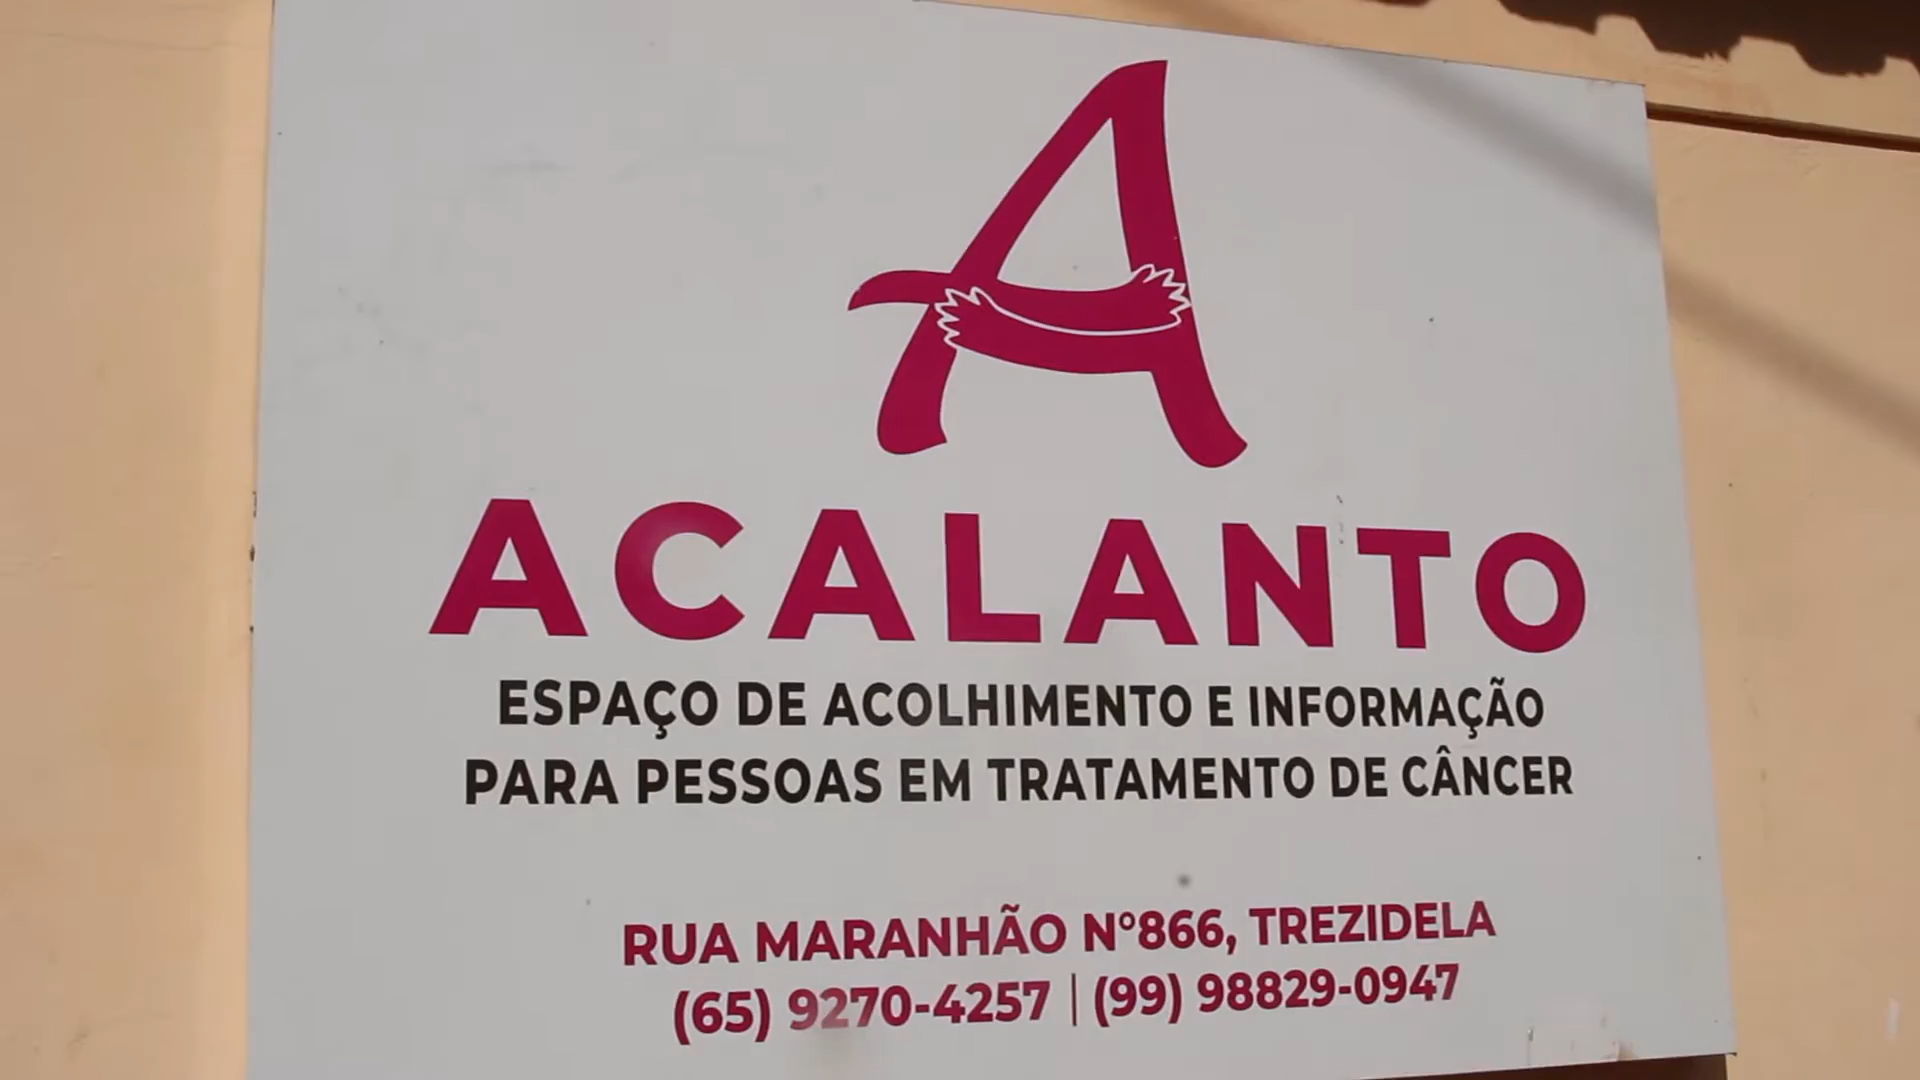 A
ACALANTO
ESPAÇO DE ACOLHIMENTO E INFORMAÇÃO
PARA PESSOAS EM TRATAMENTO DE CÂNCER
RUA MARANHÃO N°866, TREZIDELA
(65) 9270-4257 | (99) 98829-0947